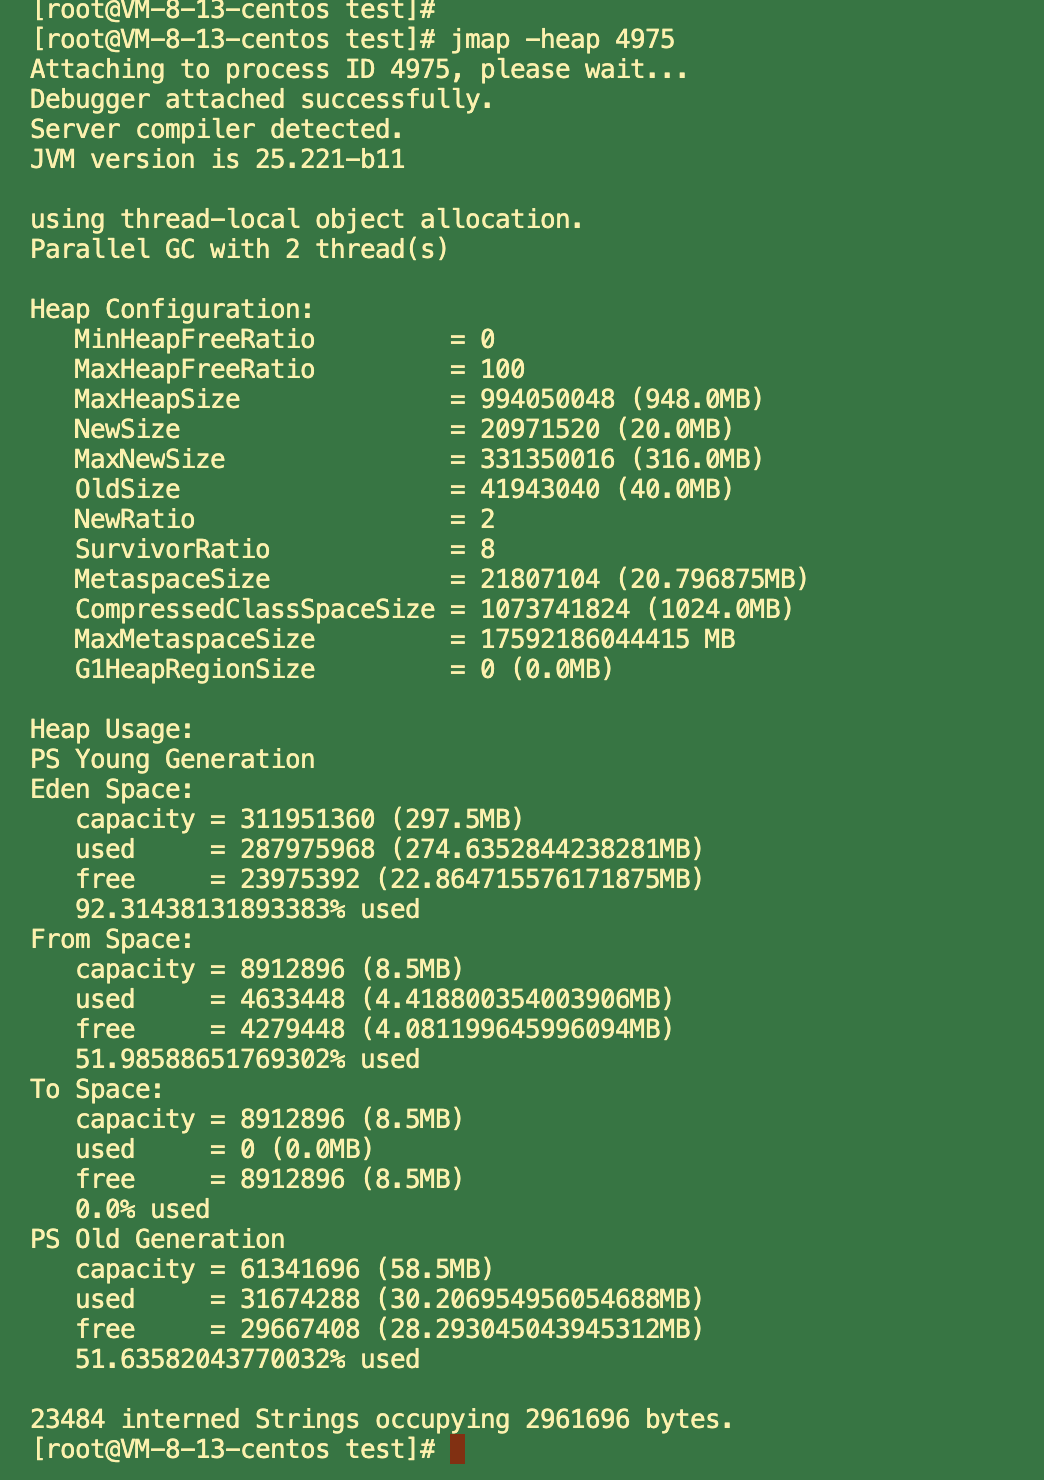 [root@VM-8-13-centos test]#
[root@VM-8-13-centos test]# jmap -heap 4975
Attaching to process ID 4975, please wait...
Debugger attached successfully.
Server compiler detected.
JVM version is 25.221-b11

using thread-local object allocation.
Parallel GC with 2 thread(s)

Heap Configuration:
   MinHeapFreeRatio         = 0
   MaxHeapFreeRatio         = 100
   MaxHeapSize              = 994050048 (948.0MB)
   NewSize                  = 20971520 (20.0MB)
   MaxNewSize               = 331350016 (316.0MB)
   OldSize                  = 41943040 (40.0MB)
   NewRatio                 = 2
   SurvivorRatio            = 8
   MetaspaceSize            = 21807104 (20.796875MB)
   CompressedClassSpaceSize = 1073741824 (1024.0MB)
   MaxMetaspaceSize         = 17592186044415 MB
   G1HeapRegionSize         = 0 (0.0MB)

Heap Usage:
PS Young Generation
Eden Space:
   capacity = 311951360 (297.5MB)
   used     = 287975968 (274.6352844238281MB)
   free     = 23975392 (22.864715576171875MB)
   92.31438131893383% used
From Space:
   capacity = 8912896 (8.5MB)
   used     = 4633448 (4.418800354003906MB)
   free     = 4279448 (4.081199645996094MB)
   51.98588651769302% used
To Space:
   capacity = 8912896 (8.5MB)
   used     = 0 (0.0MB)
   free     = 8912896 (8.5MB)
   0.0% used
PS Old Generation
   capacity = 61341696 (58.5MB)
   used     = 31674288 (30.206954956054688MB)
   free     = 29667408 (28.293045043945312MB)
   51.63582043770032% used

23484 interned Strings occupying 2961696 bytes.
[root@VM-8-13-centos test]#